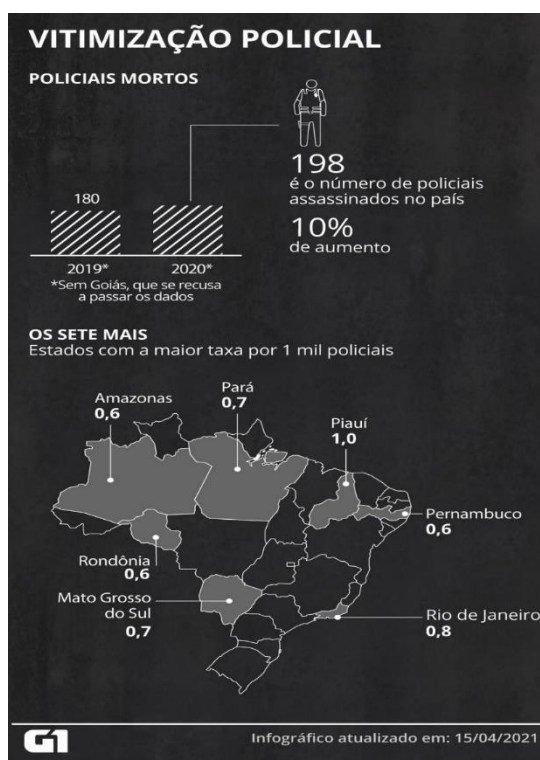 VITIMIZAÇÃO POLICIAL
POLICIAIS MORTOS
198
é o número de policiais
assassinados no país
10%
de aumento
180
2019*
2020*
*Sem Goiás, que se recusa
a passar os dados
OS SETE MAIS
Estados com a maior taxa por 1 mil policiais
Amazonas
0,6
Pará
0,7
Piauí
1,0
Pernambuco
0,6
Rondônia
0,6
Mato Grosso
do Sul
0,7
Rio de Janeiro
0,8
G1
Infográfico atualizado em: 15/04/2021